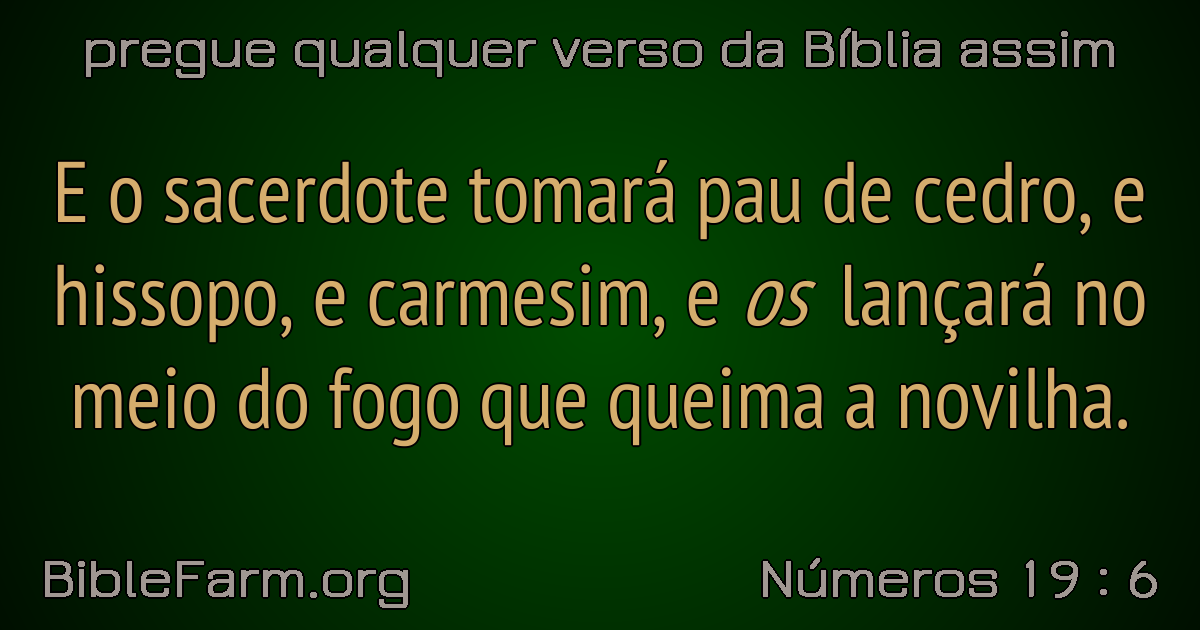 pregue qualquer verso da Bíblia assim
E o sacerdote tomará pau de cedro, e
hissopo, e carmesim, e os lançará no
meio do fogo que queima a novilha.
BibleFarm.org
Números 19 : 6